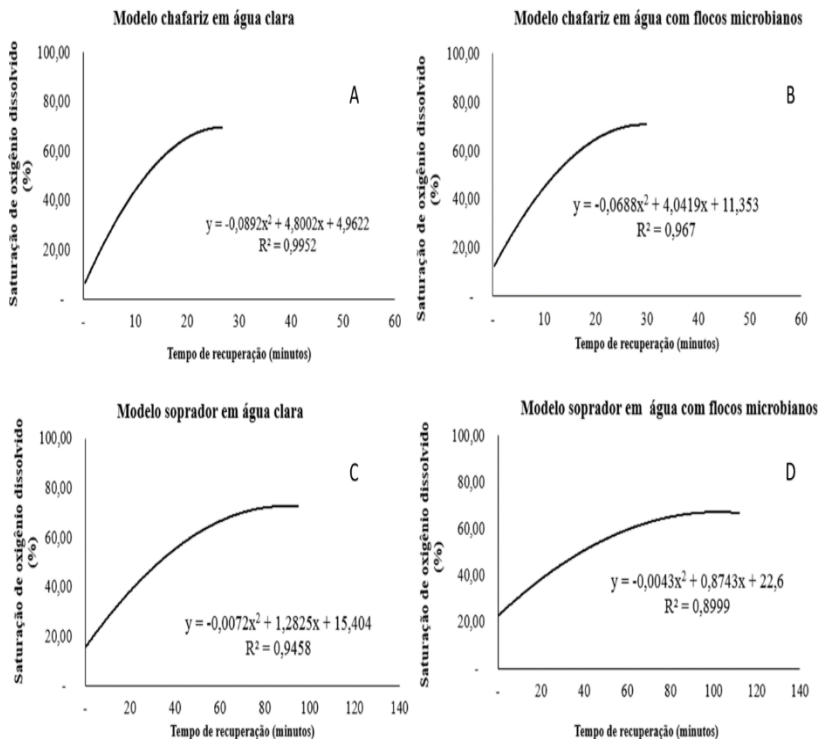 Modelo chafariz em água clara
Saturação de oxigênio dissolvido
(%)
100,00
80,00
60,00
40,00
20,00
-
A
y = -0,0892x² + 4,8002x + 4,9622
R² = 0,9952
- 10 20 30 40 50 60
Tempo de recuperação (minutos)
Modelo chafariz em água com flocos microbianos
Saturação de oxigênio dissolvido
(%)
100,00
80,00
60,00
40,00
20,00
-
B
y = -0,0688x² + 4,0419x + 11,353
R² = 0,967
- 10 20 30 40 50 60
Tempo de recuperação (minutos)
Modelo soprador em água clara
Saturação de oxigênio dissolvido
(%)
100,00
80,00
60,00
40,00
20,00
-
C
y = -0,0072x² + 1,2825x + 15,404
R² = 0,9458
- 20 40 60 80 100 120 140
Tempo de recuperação (minutos)
Modelo soprador em água com flocos microbianos
Saturação de oxigênio dissolvido
(%)
100,00
80,00
60,00
40,00
20,00
-
D
y = -0,0043x² + 0,8743x + 22,6
R² = 0,8999
- 20 40 60 80 100 120 140
Tempo de recuperação (minutos)